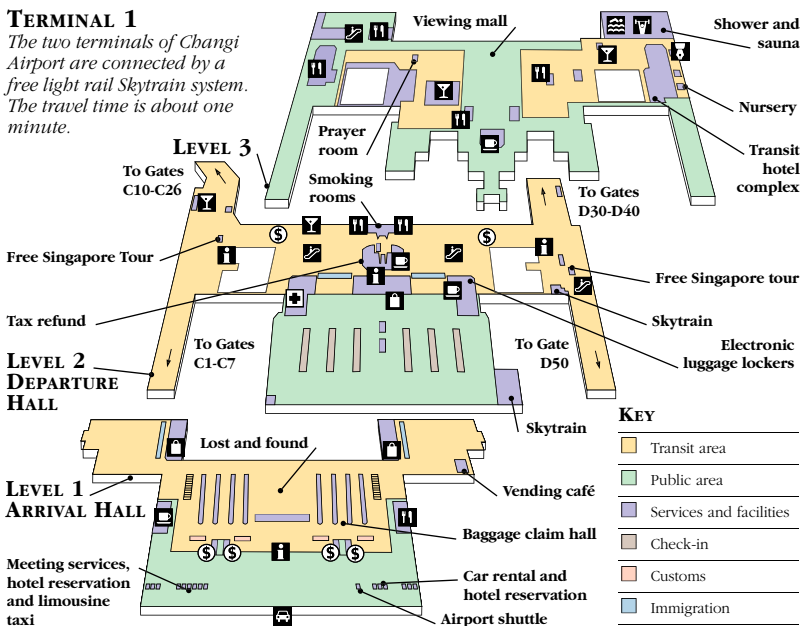 TERMINAL 1
The two terminals of Changi
Airport are connected by a
free light rail Skytrain system.
The travel time is about one
minute.
Viewing mall
Shower and
sauna
Nursery
Transit
hotel
complex
Prayer
room
LEVEL 3
To Gates
C10-C26
Smoking
rooms
To Gates
D30-D40
$
$
Free Singapore Tour
Free Singapore tour
Tax refund
Skytrain
To Gates
C1-C7
To Gate
D50
Electronic
luggage lockers
LEVEL 2
DEPARTURE
HALL
Skytrain
Lost and found
LEVEL 1
ARRIVAL HALL
Vending café
Baggage claim hall
$
$
$
$
Meeting services,
hotel reservation
and limousine
taxi
Car rental and
hotel reservation
Airport shuttle
KEY
Transit area
Public area
Services and facilities
Check-in
Customs
Immigration